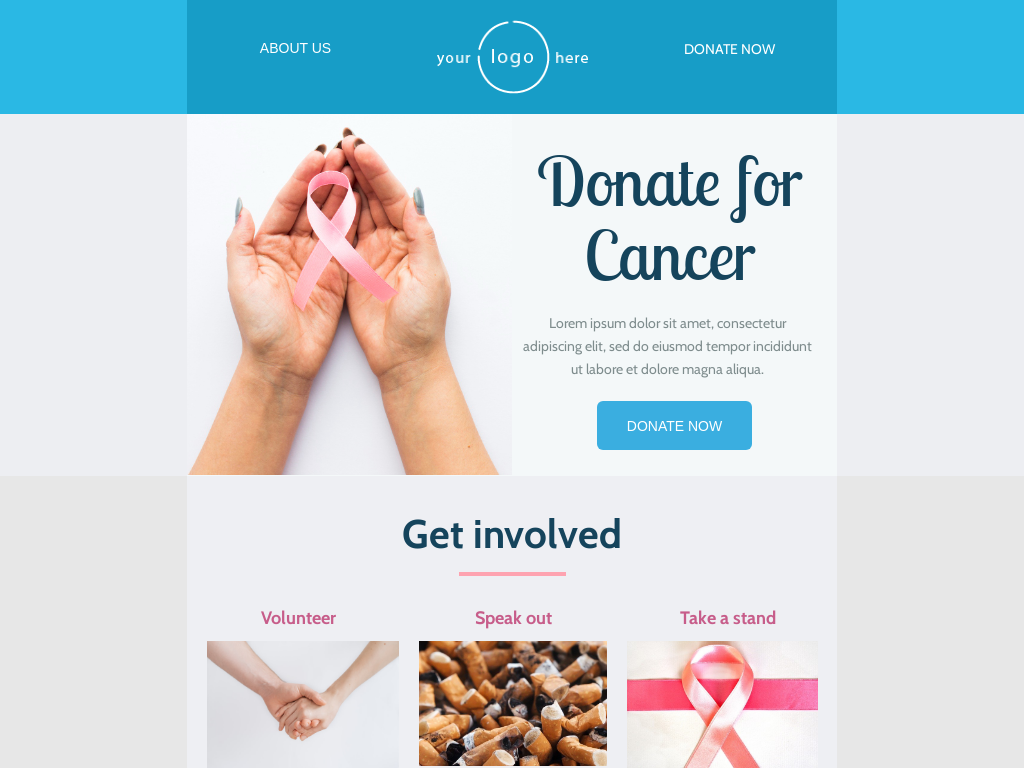 ABOUT US
your logo here
DONATE NOW
Donate for
Cancer
Lorem ipsum dolor sit amet, consectetur
adipiscing elit, sed do eiusmod tempor incididunt
ut labore et dolore magna aliqua.
DONATE NOW
Get involved
Volunteer
Speak out
Take a stand